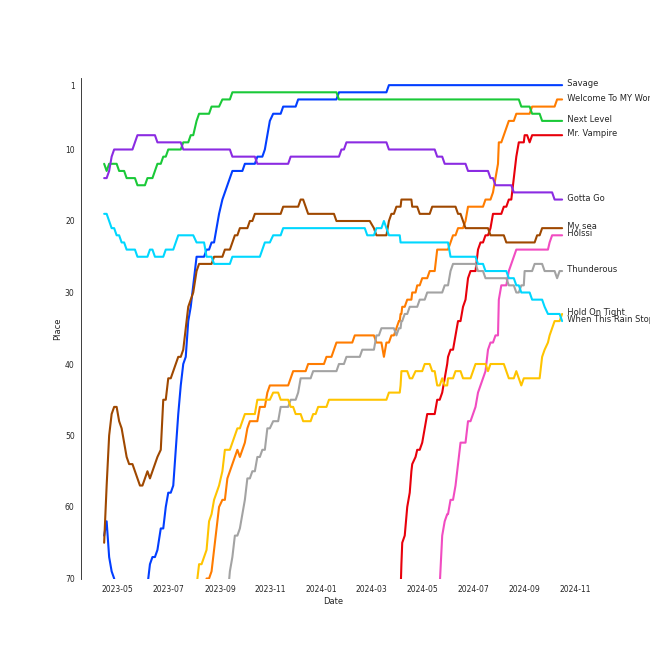 1
10
20
30
40
50
60
70
Place
2023-05
2023-07
2023-09
2023-11
2024-01
2024-03
2024-05
2024-07
2024-09
2024-11
Date
Savage
Welcome To MY Wor
Next Level
Mr. Vampire
Gotta Go
My sea
Holssi
Thunderous
Hold On Tight
When This Rain Stop